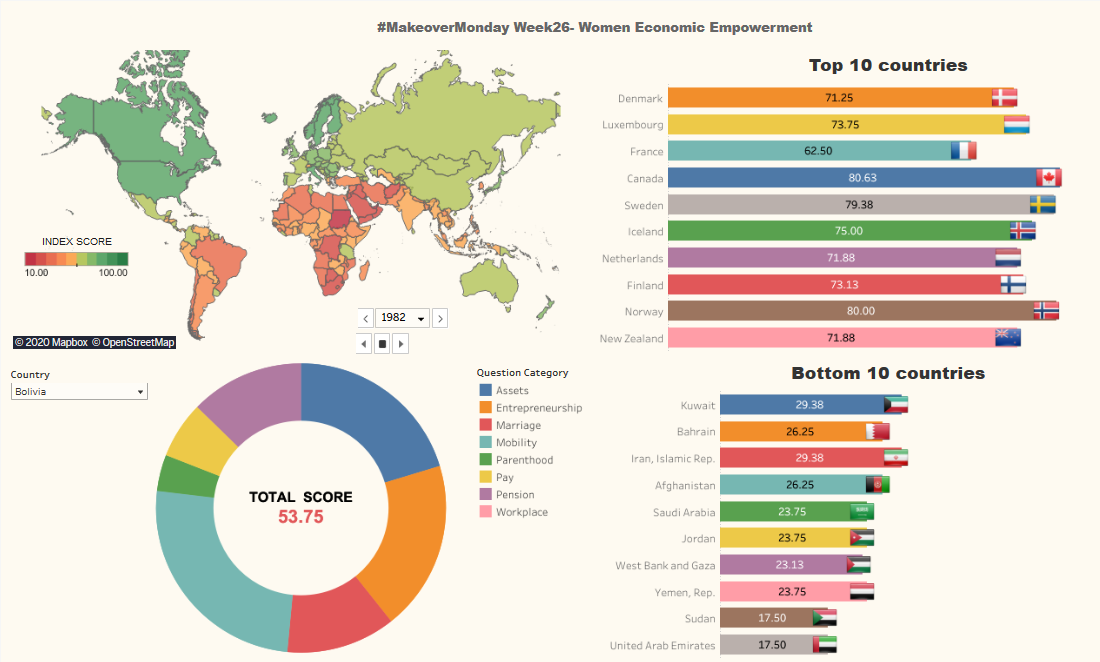 #MakeoverMonday Week26- Women Economic Empowerment
INDEX SCORE
10.00 100.00
1982
© 2020 Mapbox © OpenStreetMap
Top 10 countries
Denmark 71.25
Luxembourg 73.75
France 62.50
Canada 80.63
Sweden 79.38
Iceland 75.00
Netherlands 71.88
Finland 73.13
Norway 80.00
New Zealand 71.88
Country
Bolivia
TOTAL SCORE
53.75
Question Category
Assets
Entrepreneurship
Marriage
Mobility
Parenthood
Pay
Pension
Workplace
Bottom 10 countries
Kuwait 29.38
Bahrain 26.25
Iran, Islamic Rep. 29.38
Afghanistan 26.25
Saudi Arabia 23.75
Jordan 23.75
West Bank and Gaza 23.13
Yemen, Rep. 23.75
Sudan 17.50
United Arab Emirates 17.50